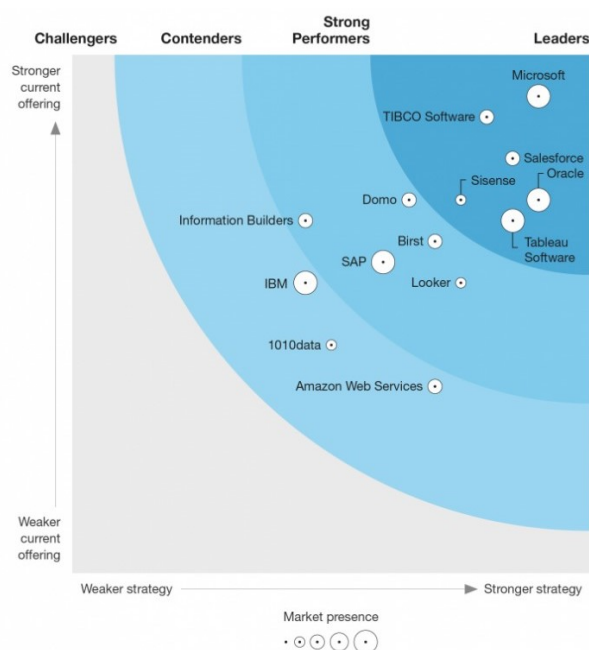 Challengers
Contenders
Strong
Performers
Leaders
Stronger
current
offering
Microsoft
TIBCO Software
Salesforce
Oracle
Sisense
Domo
Information Builders
Birst
Tableau
Software
SAP
IBM
Looker
1010data
Amazon Web Services
Weaker
current
offering
Weaker strategy
Stronger strategy
Market presence